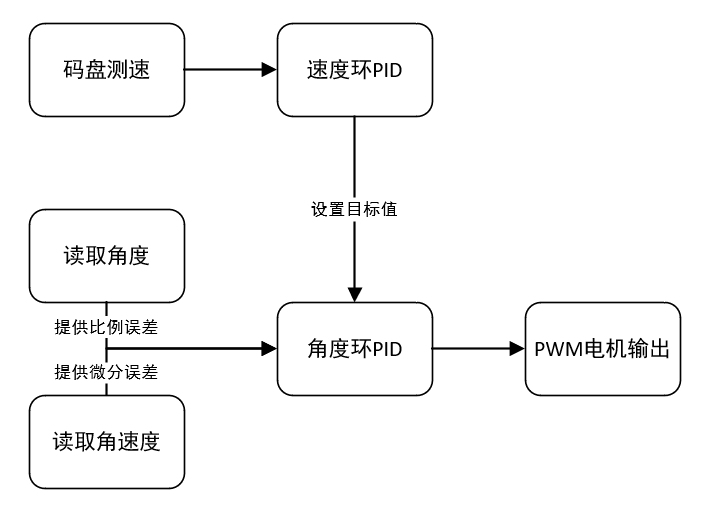 码盘测速
速度环PID
设置目标值
读取角度
提供比例误差
提供微分误差
读取角速度
角度环PID
PWM电机输出